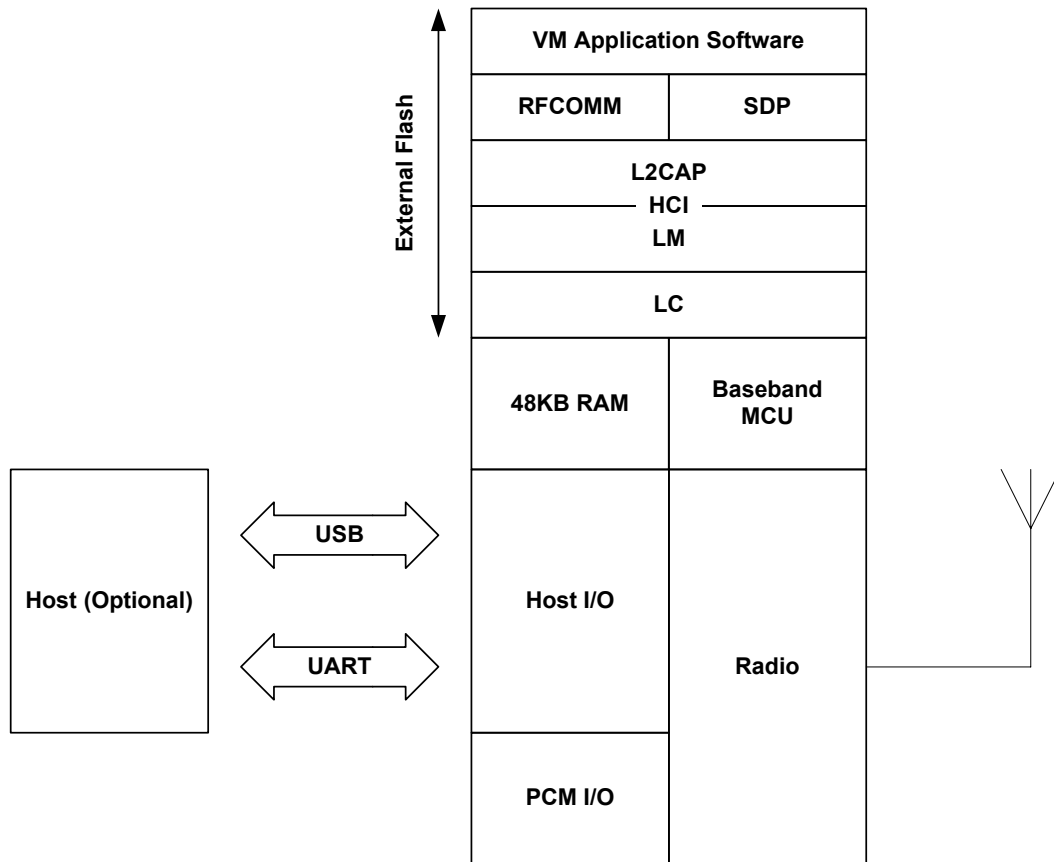 VM Application Software
RFCOMM
SDP
External Flash
L2CAP
HCI
LM
LC
48KB RAM
Baseband
MCU
Host (Optional)
USB
UART
Host I/O
Radio
PCM I/O